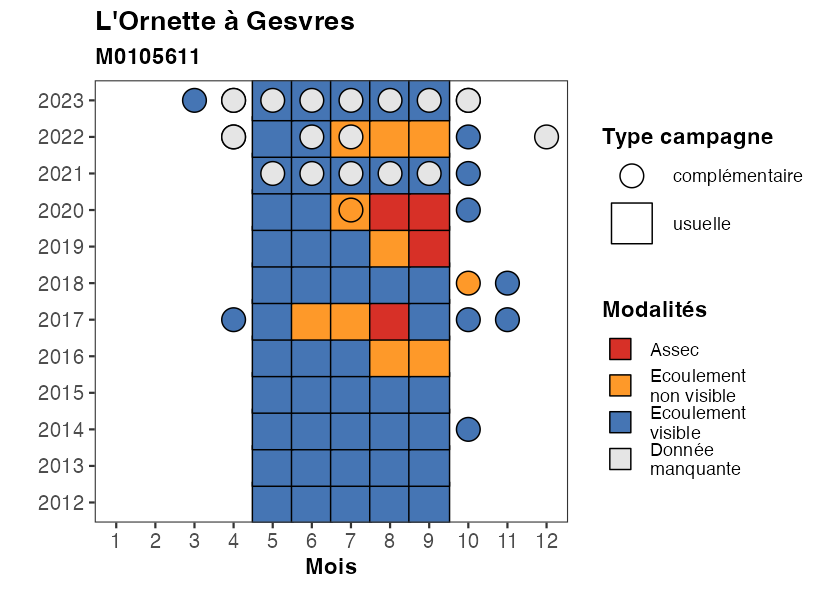 L'Ornette à Gesvres
M0105611
2023
2022
2021
2020
2019
2018
2017
2016
2015
2014
2013
2012
1 2 3 4 5 6 7 8 9 10 11 12
Mois
Type campagne
complémentaire
usuelle
Modalités
Assec
Ecoulement
non visible
Ecoulement
visible
Donnée
manquante